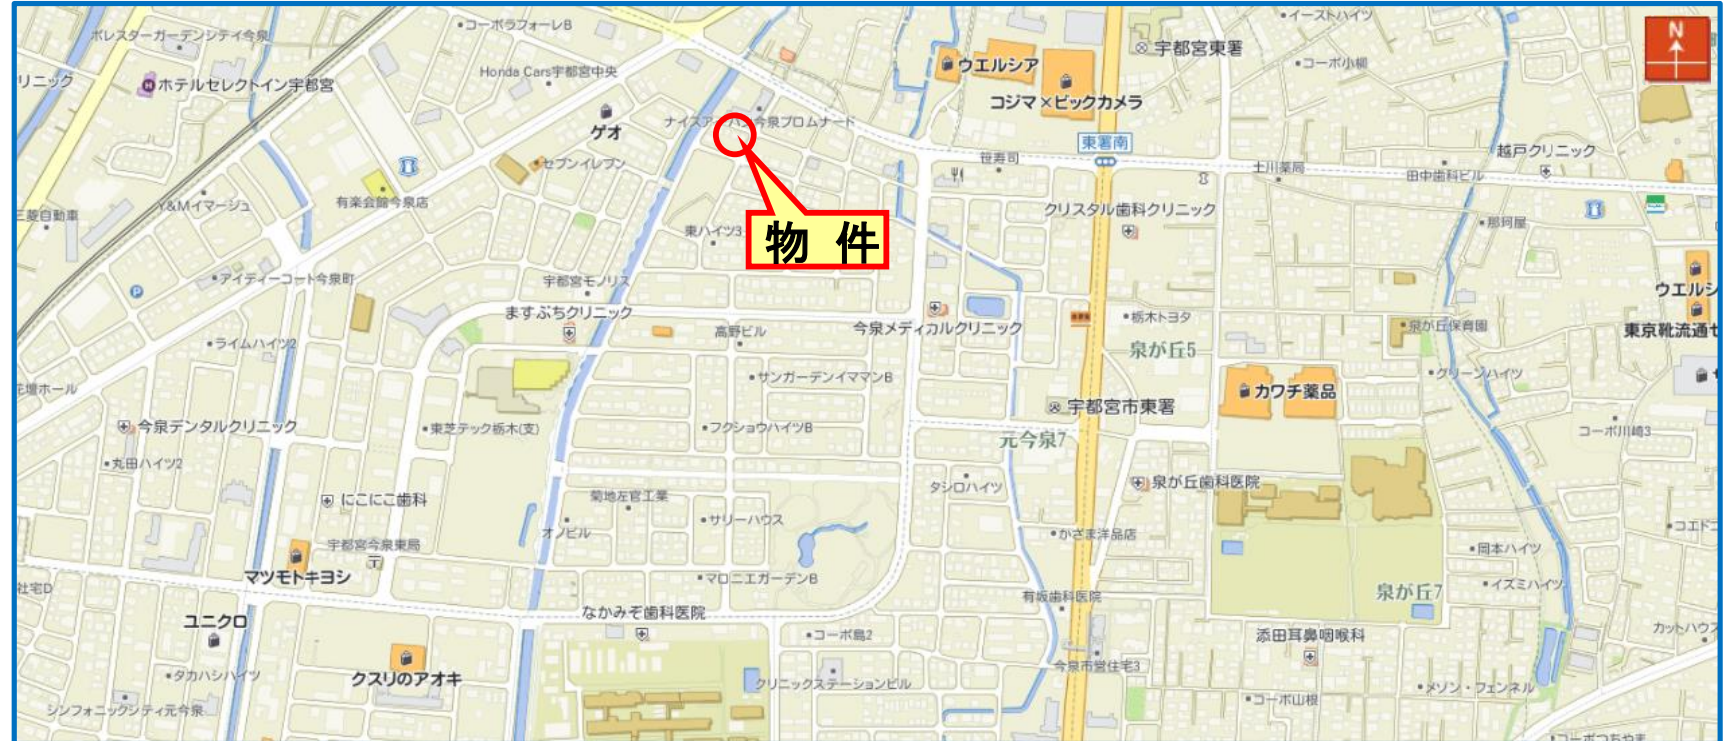 コーポラフォーレB
イーストハイツ
ポレスターガーデンシティ今泉
宇都宮東署
N
ウエルシア
コーポ小柳
リニック
ホテルセレクトイン宇都宮
Honda Cars宇都宮中央
コジマ×ビックカメラ
ゲオ
今泉プロムナード
東署南
セブンイレブン
笹寿司
越戸クリニック
土川薬局
田中歯科ビル
Y&Mイマージュ
有楽会館今泉店
三菱自動車
クリスタル歯科クリニック
東ハイツ3
那珂屋
物 件
アイディーコート今泉町
宇都宮モノリス
ウエルシ
ますぶちクリニック
高野ビル
今泉メディカルクリニック
栃木トヨタ
泉が丘保育園
東京靴流通セ
ライムハイツ2
泉が丘5
サンガーデンイママンB
グリーンハイツ
カワチ薬品
宇都宮市東署
今泉デンタルクリニック
東芝テック栃木(支)
フクショウハイツB
元今泉7
コーポ川崎3
丸田ハイツ2
にこにこ歯科
菊地左官工業
タシロハイツ
泉が丘歯科医院
サリーハウス
オノビル
かざま洋品店
コエドコ
宇都宮今泉東局
岡本ハイツ
マツモトキヨシ
マロニエガーデンB
イズミハイツ
社宅D
有坂歯科医院
泉が丘7
ユニクロ
なかみぞ歯科医院
コーポ島2
添田耳鼻咽喉科
カットハウス
タカハシハイツ
クスリのアオキ
今泉市営住宅3
クリニックステーションビル
メゾン・フェンネル
シンフォニックシティ元今泉
コーポ山根